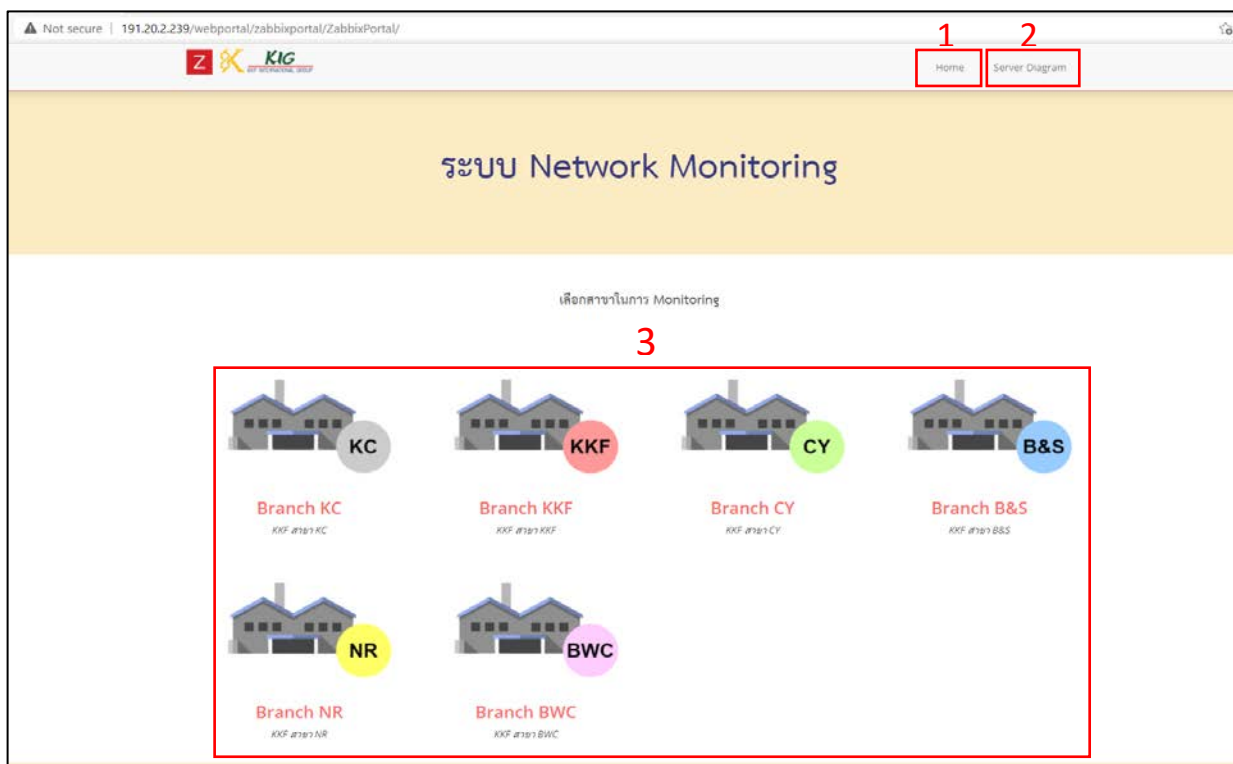 Not secure | 191.20.2.239/webportal/zabbixportal/ZabbixPortal/
1 2
Z KIG
Home Server Diagram
ระบบ Network Monitoring
เลือกสาขาในการ Monitoring
3
KC KKF CY B&S
Branch KC Branch KKF Branch CY Branch B&S
KKF สาขา KC KKF สาขา KKF KKF สาขา CY KKF สาขา B&S
NR BWC
Branch NR Branch BWC
KKF สาขา NR KKF สาขา BWC